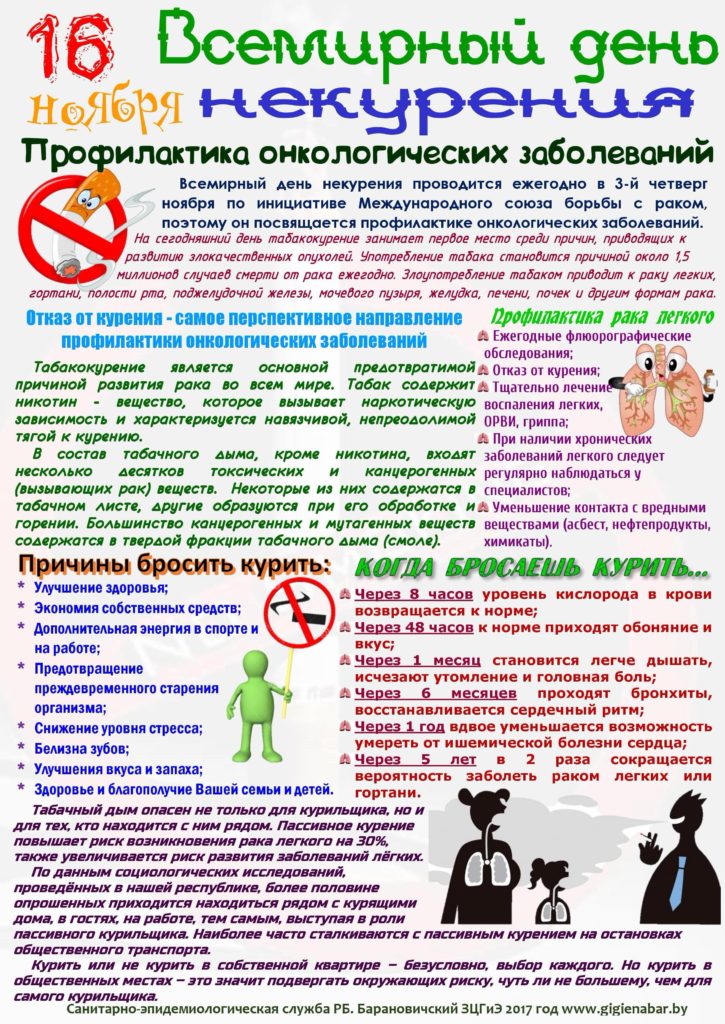 16 ноября
Всемирный день
некурения
Профилактика онкологических заболеваний
Всемирный день некурения проводится ежегодно в 3-й четверг
ноября по инициативе Международного союза борьбы с раком,
поэтому он посвящается профилактике онкологических заболеваний.
На сегодняшний день табакокурение занимает первое место среди причин, приводящих к
развитию злокачественных опухолей. Употребление табака становится причиной около 1,5
миллионов случаев смерти от рака ежегодно. Злоупотребление табаком приводит к раку легких,
гортани, полости рта, поджелудочной железы, мочевого пузыря, желудка, печени, почек и другим формам рака.
Отказ от курения - самое перспективное направление
профилактики онкологических заболеваний
Табакокурение является основной предотвратимой
причиной развития рака во всем мире. Табак содержит
никотин - вещество, которое вызывает наркотическую
зависимость и характеризуется навязчивой, непреодолимой
тягой к курению.
В состав табачного дыма, кроме никотина, входят
несколько десятков токсических и канцерогенных
(вызывающих рак) веществ. Некоторые из них содержатся в
табачном листе, другие образуются при его обработке и
горении. Большинство канцерогенных и мутагенных веществ
содержатся в твердой фракции табачного дыма (смоле).
Профилактика рака легкого
Ежегодные флюорографические
обследования;
Отказ от курения;
Тщательно лечение
воспаления легких,
ОРВИ, гриппа;
При наличии хронических
заболеваний легкого следует
регулярно наблюдаться у
специалистов;
Уменьшение контакта с вредными
веществами (асбест, нефтепродукты,
химикаты).
Причины бросить курить:
* Улучшение здоровья;
* Экономия собственных средств;
* Дополнительная энергия в спорте и
на работе;
* Предотвращение
преждевременного старения
организма;
* Снижение уровня стресса;
* Белизна зубов;
* Улучшения вкуса и запаха;
* Здоровье и благополучие Вашей семьи и детей.
КОГДА БРОСАЕШЬ КУРИТЬ...
Через 8 часов уровень кислорода в крови
возвращается к норме;
Через 48 часов к норме приходят обоняние и
вкус;
Через 1 месяц становится легче дышать,
исчезают утомление и головная боль;
Через 6 месяцев проходят бронхиты,
восстанавливается сердечный ритм;
Через 1 год вдвое уменьшается возможность
умереть от ишемической болезни сердца;
Через 5 лет в 2 раза сокращается
вероятность заболеть раком легких или
гортани.
Табачный дым опасен не только для курильщика, но и
для тех, кто находится с ним рядом. Пассивное курение
повышает риск возникновения рака легкого на 30%,
также увеличивается риск развития заболеваний лёгких.
По данным социологических исследований,
проведённых в нашей республике, более половине
опрошенных приходится находиться рядом с курящими
дома, в гостях, на работе, тем самым, выступая в роли
пассивного курильщика. Наиболее часто сталкиваются с пассивным курением на остановках
общественного транспорта.
Курить или не курить в собственной квартире – Безусловно, выбор каждого. Но курить в
общественных местах – это значит подвергать окружающих риску, чуть ли не большему, чем для
самого курильщика.
Санитарно-эпидемиологическая служба РБ. Барановичский ЗЦГиЭ 2017 год www.gigienabar.by